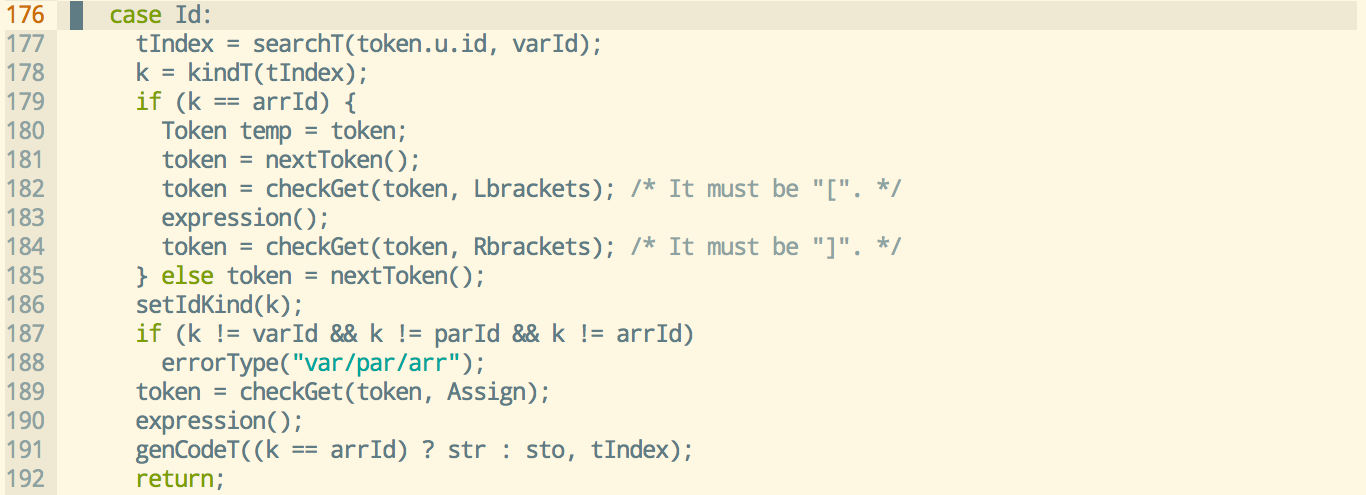 176 case Id:
177 tIndex = searchT(token.u.id, varId);
178 k = kindT(tIndex);
179 if (k == arrId) {
180 Token temp = token;
181 token = nextToken();
182 token = checkGet(token, Lbrackets); /* It must be "[". */
183 expression();
184 token = checkGet(token, Rbrackets); /* It must be "]". */
185 } else token = nextToken();
186 setIdKind(k);
187 if (k != varId && k != parId && k != arrId)
188 errorType("var/par/arr");
189 token = checkGet(token, Assign);
190 expression();
191 genCodeT((k == arrId) ? str : sto, tIndex);
192 return;